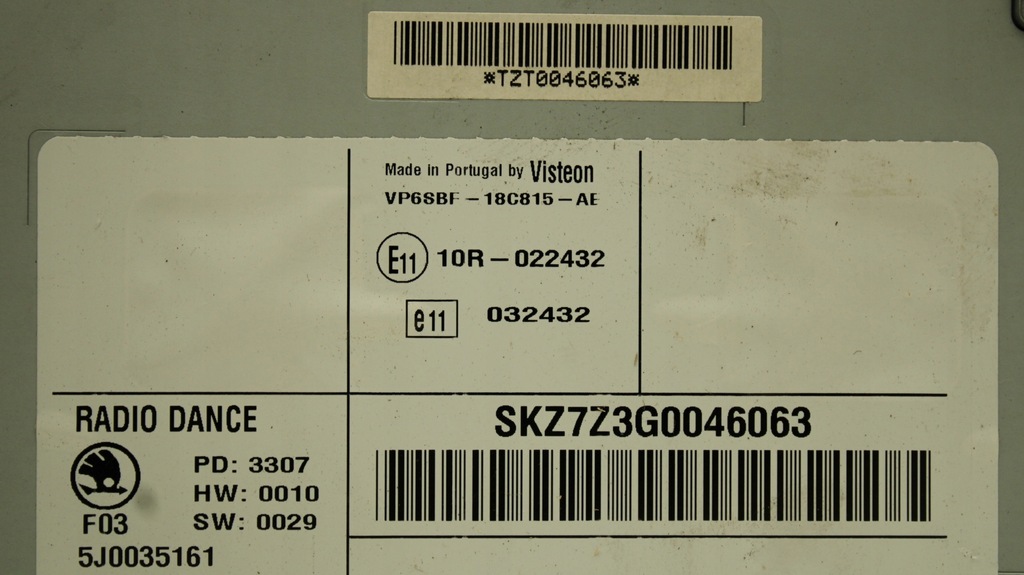 *TZT0046063*
Made in Portugal by Visteon
VP6SBF-18C815-AE
E11 10R-022432
e11 032432
RADIO DANCE
SKZ7Z3G0046063
PD: 3307
HW: 0010
F03 SW: 0029
5J0035161